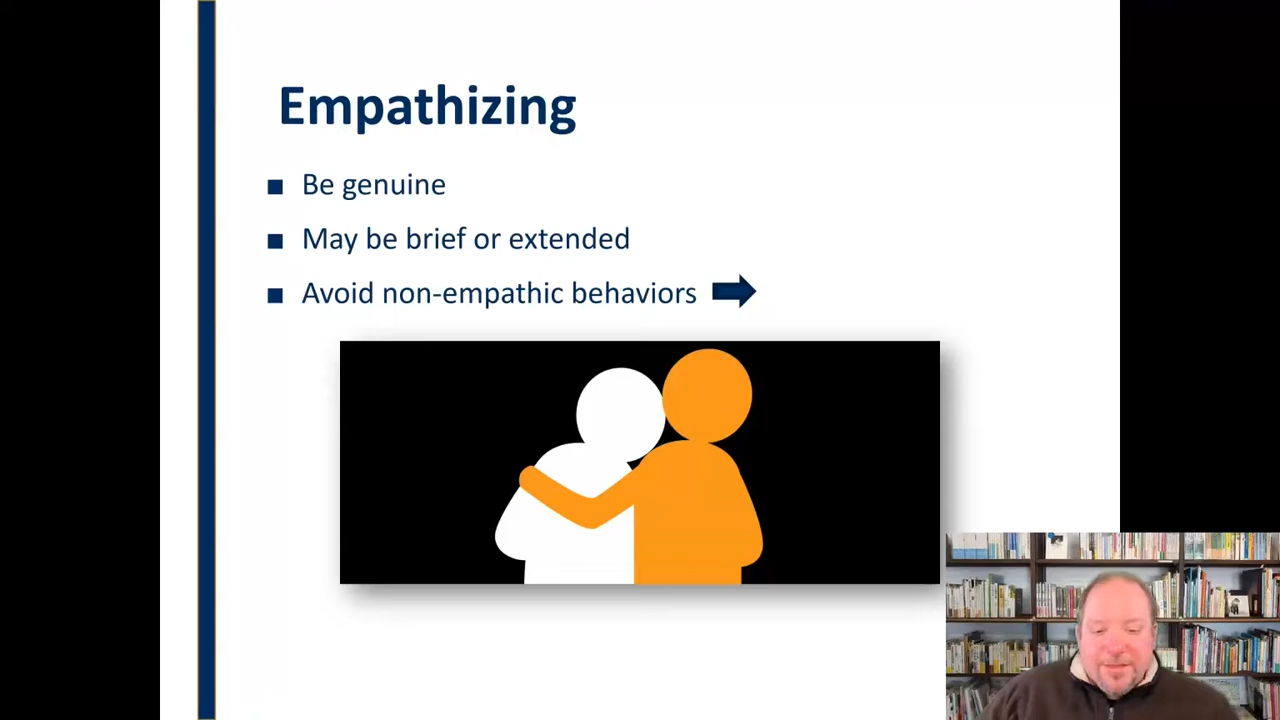 Empathizing
Be genuine
May be brief or extended
Avoid non-empathic behaviors